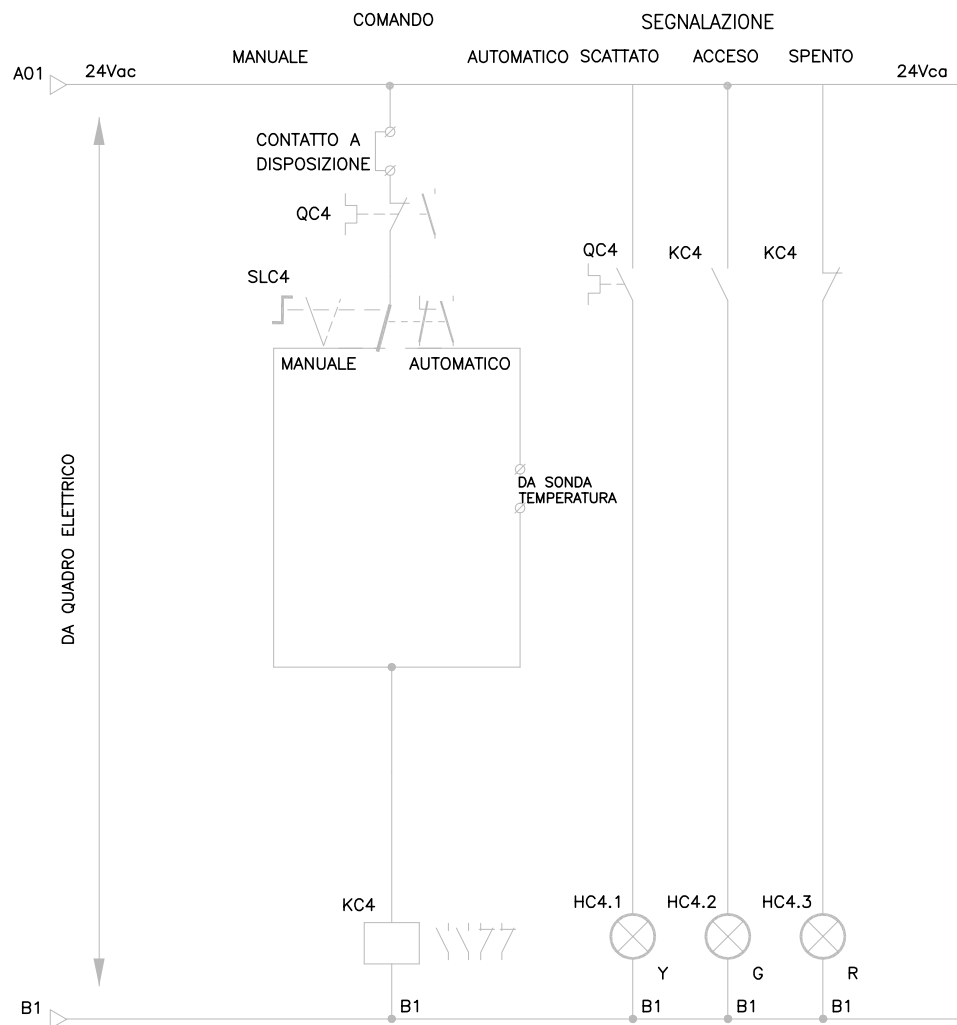 COMANDO
SEGNALAZIONE
MANUALE
AUTOMATICO
SCATTATO
ACCESO
SPENTO
A01
24Vac
24Vca
CONTATTO A
DISPOSIZIONE
QC4
QC4
KC4
KC4
SLC4
MANUALE
AUTOMATICO
DA SONDA
TEMPERATURA
DA QUADRO ELETTRICO
KC4
HC4.1
HC4.2
HC4.3
Y
G
R
B1
B1
B1
B1
B1